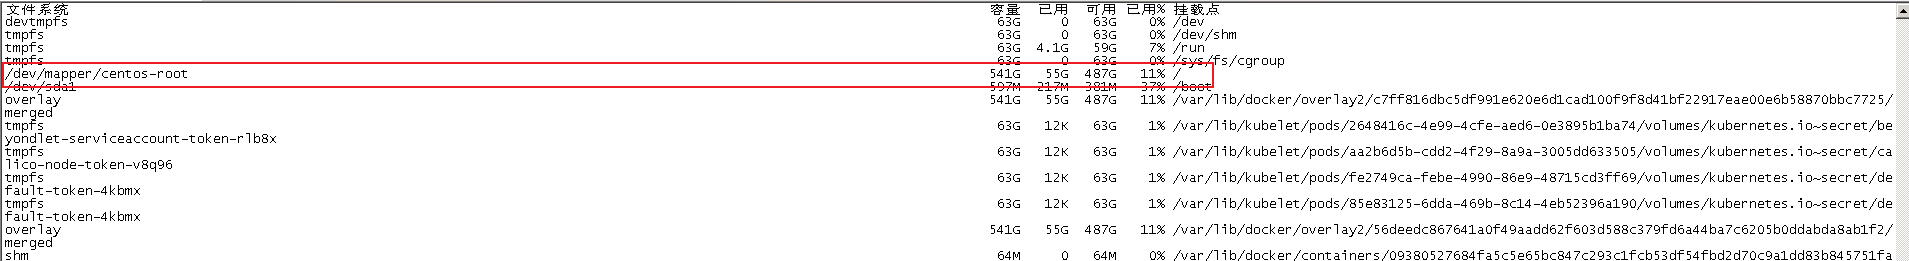 文件系统 容量 已用 可用 已用% 挂载点
devtmpfs 63G 0 63G 0% /dev
tmpfs 63G 0 63G 0% /dev/shm
tmpfs 63G 4.1G 59G 7% /run
tmpfs 63G 0 63G 0% /sys/fs/cgroup
/dev/mapper/centos-root 541G 55G 487G 11% /
/dev/sda1 597M 217M 381M 37% /boot
overlay 541G 55G 487G 11% /var/lib/docker/overlay2/c7ff816dbc5df991e620e6d1cad100f9f8d41bf22917eae00e6b58870bbc7725/
merged
tmpfs 63G 12K 63G 1% /var/lib/kubelet/pods/2648416c-4e99-4cfe-aed6-0e3895b1ba74/volumes/kubernetes.io~secret/be
yondlet-serviceaccount-token-rlb8x
tmpfs 63G 12K 63G 1% /var/lib/kubelet/pods/aa2b6d5b-cdd2-4f29-8a9a-3005dd633505/volumes/kubernetes.io~secret/ca
lico-node-token-v8q96
tmpfs 63G 12K 63G 1% /var/lib/kubelet/pods/fe2749ca-febe-4990-86e9-48715cd3ff69/volumes/kubernetes.io~secret/de
fault-token-4kbmx
tmpfs 63G 12K 63G 1% /var/lib/kubelet/pods/85e83125-6dda-469b-8c14-4eb52396a190/volumes/kubernetes.io~secret/de
fault-token-4kbmx
overlay 541G 55G 487G 11% /var/lib/docker/overlay2/56deedc867641a0f49aadd62f603d588c379fd6a44ba7c6205b0ddabda8ab1f2/
merged
shm 64M 0 64M 0% /var/lib/docker/containers/09380527684fa5c5e65bc847c293c1fcb53df54fbd2d70c9a1dd83b845751fa